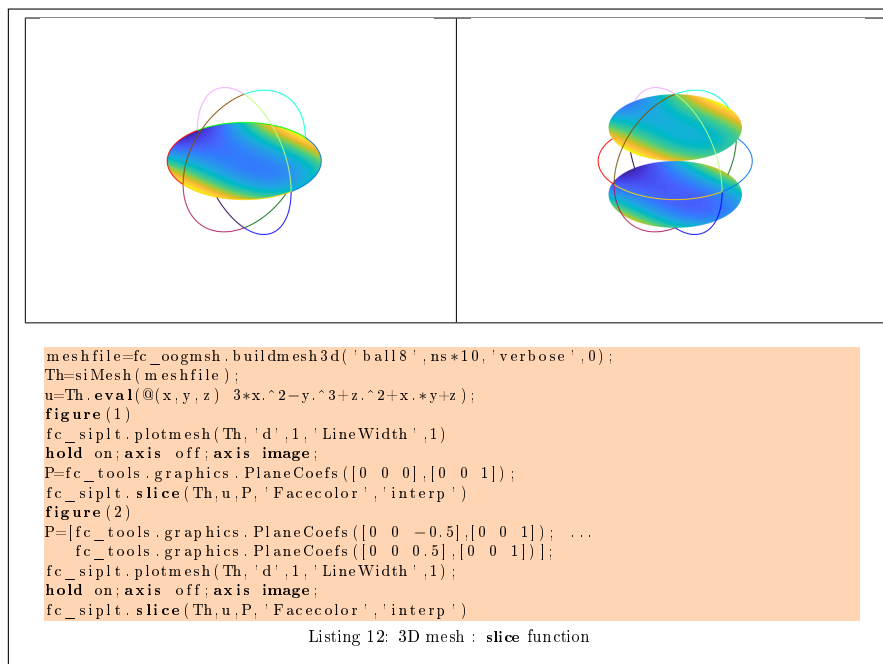 meshfile=fc_oogmsh.buildmesh3d('ball8',ns*10,'verbose',0);
Th=siMesh(meshfile);
u=Th.eval(@(x,y,z) 3*x.^2-y.^3+z.^2+x.*y+z);
figure(1)
fc_siplt.plotmesh(Th,'d',1,'LineWidth',1)
hold on;axis off;axis image;
P=fc_tools.graphics.PlaneCoefs([0 0 0],[0 0 1]);
fc_siplt.slice(Th,u,P,'Facecolor','interp')
figure(2)
P=[fc_tools.graphics.PlaneCoefs([0 0 -0.5],[0 0 1]); ...
fc_tools.graphics.PlaneCoefs([0 0 0.5],[0 0 1])];
fc_siplt.plotmesh(Th,'d',1,'LineWidth',1);
hold on;axis off;axis image;
fc_siplt.slice(Th,u,P,'Facecolor','interp')
Listing 12: 3D mesh : slice function